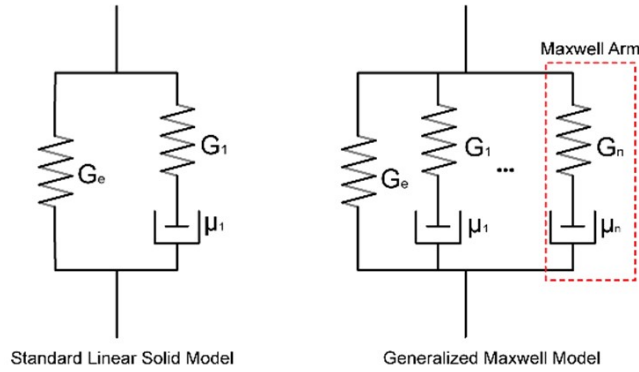 Maxwell Arm
Gₑ
G₁
μ₁
Gₑ
G₁
μ₁
...
Gₙ
μₙ
Standard Linear Solid Model
Generalized Maxwell Model